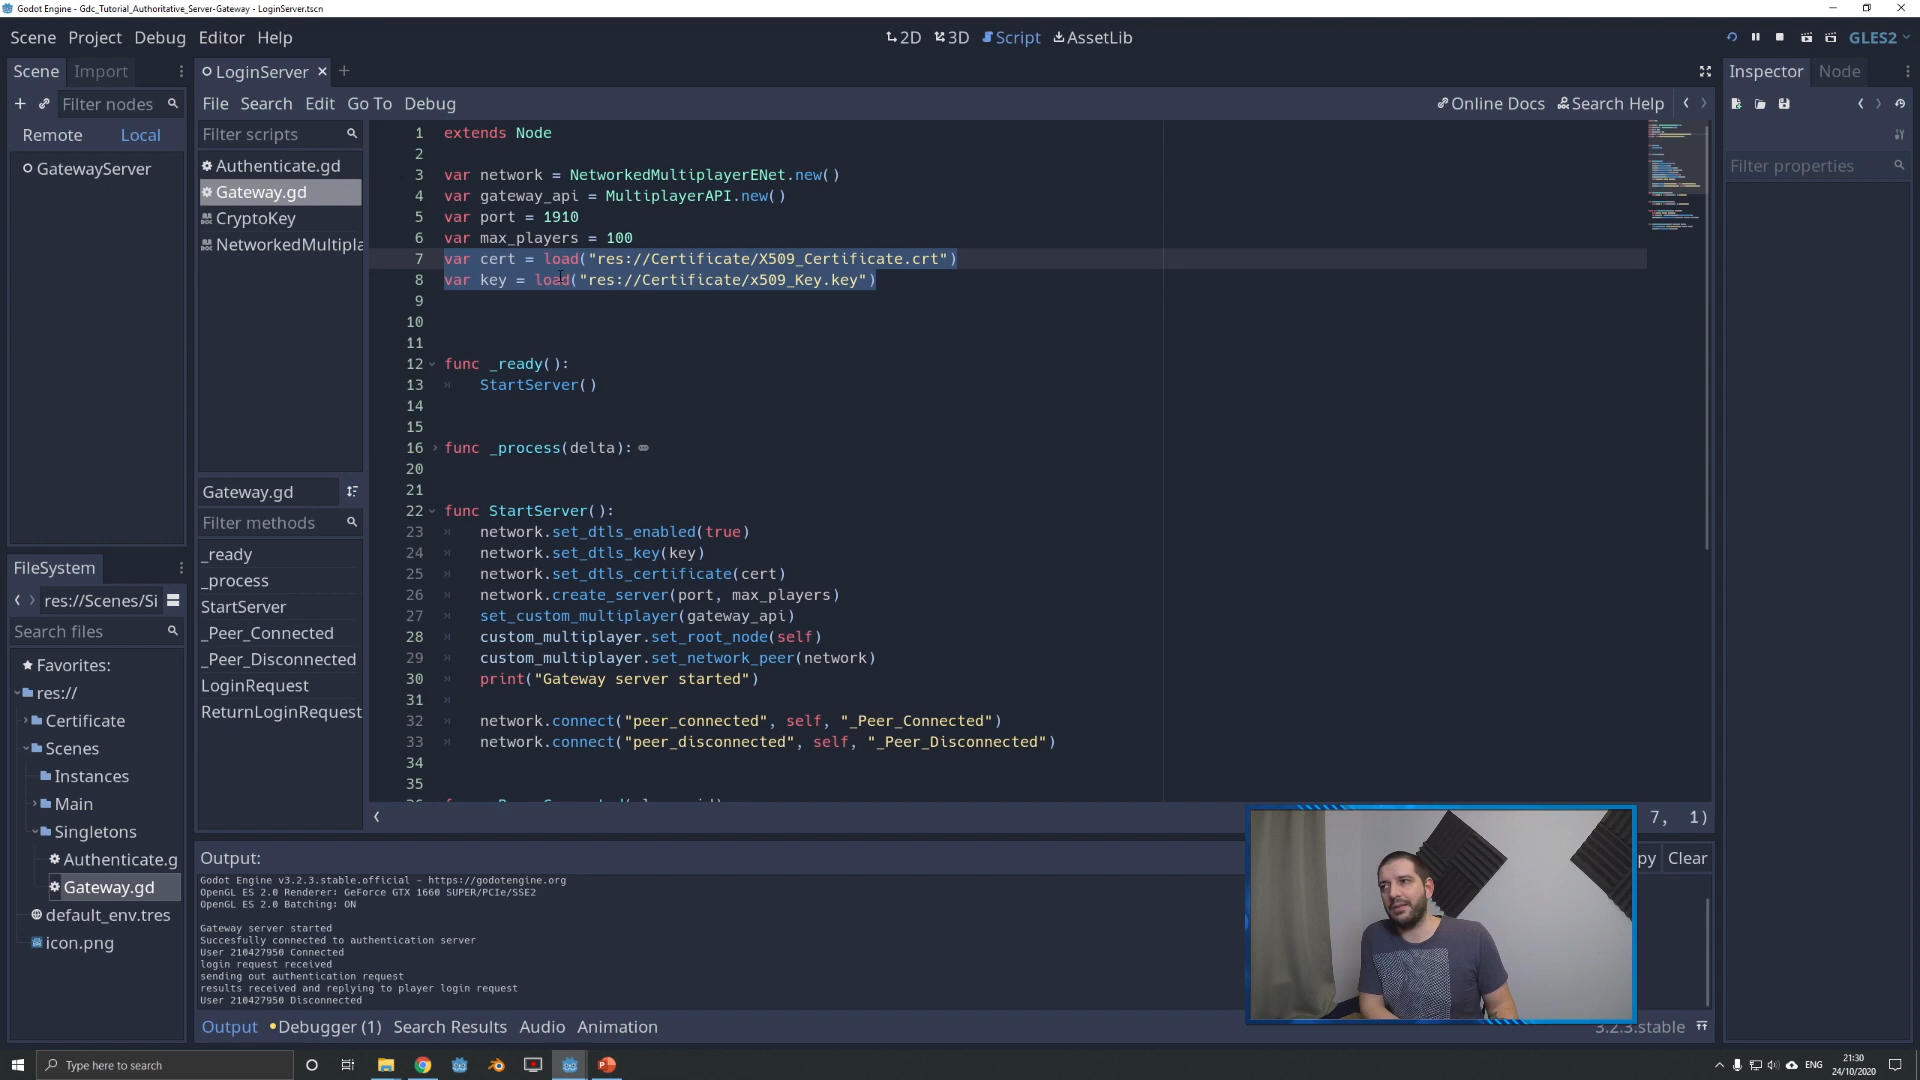 Godot Engine - Gdc_Tutorial_Authoritative_Server-Gateway - LoginServer.tscn
Scene Project Debug Editor Help
2D 3D Script AssetLib
GLES2
Scene Import
LoginServer
Inspector Node
Filter nodes
File Search Edit Go To Debug
Online Docs Search Help
Remote Local
Filter scripts
GatewayServer
Authenticate.gd
Gateway.gd
CryptoKey
NetworkedMultipla
Filter properties
1 extends Node
2
3 var network = NetworkedMultiplayerENet.new()
4 var gateway_api = MultiplayerAPI.new()
5 var port = 1910
6 var max_players = 100
7 var cert = load("res://Certificate/X509_Certificate.crt")
8 var key = load("res://Certificate/x509_Key.key")
9
10
11
12 func _ready():
13 StartServer()
14
15
16 func _process(delta):
20
21
22 func StartServer():
23 network.set_dtls_enabled(true)
24 network.set_dtls_key(key)
25 network.set_dtls_certificate(cert)
26 network.create_server(port, max_players)
27 set_custom_multiplayer(gateway_api)
28 custom_multiplayer.set_root_node(self)
29 custom_multiplayer.set_network_peer(network)
30 print("Gateway server started")
31
32 network.connect("peer_connected", self, "_Peer_Connected")
33 network.connect("peer_disconnected", self, "_Peer_Disconnected")
34
35
Gateway.gd
Filter methods
_ready
_process
StartServer
_Peer_Connected
_Peer_Disconnected
LoginRequest
ReturnLoginRequest
FileSystem
res://Scenes/Si
Search files
Favorites:
res://
Certificate
Scenes
Instances
Main
Singletons
Authenticate.g
Gateway.gd
default_env.tres
icon.png
7, 1)
Output:
py Clear
Godot Engine v3.2.3.stable.official - https://godotengine.org
OpenGL ES 2.0 Renderer: GeForce GTX 1660 SUPER/PCIe/SSE2
OpenGL ES 2.0 Batching: ON
Gateway server started
Succesfully connected to authentication server
User 210427950 Connected
login request received
sending out authentication request
results received and replying to player login request
User 210427950 Disconnected
Output Debugger (1) Search Results Audio Animation
3.2.3.stable
Type here to search
ENG
21:30
24/10/2020